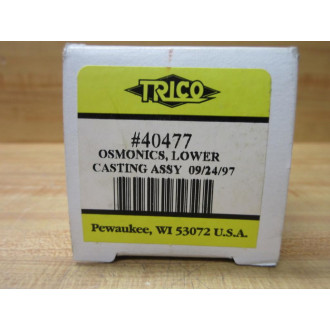 TRICO
#40477
OSMONICS, LOWER
CASTING ASSY 09/24/97
Pewaukee, WI 53072 U.S.A.